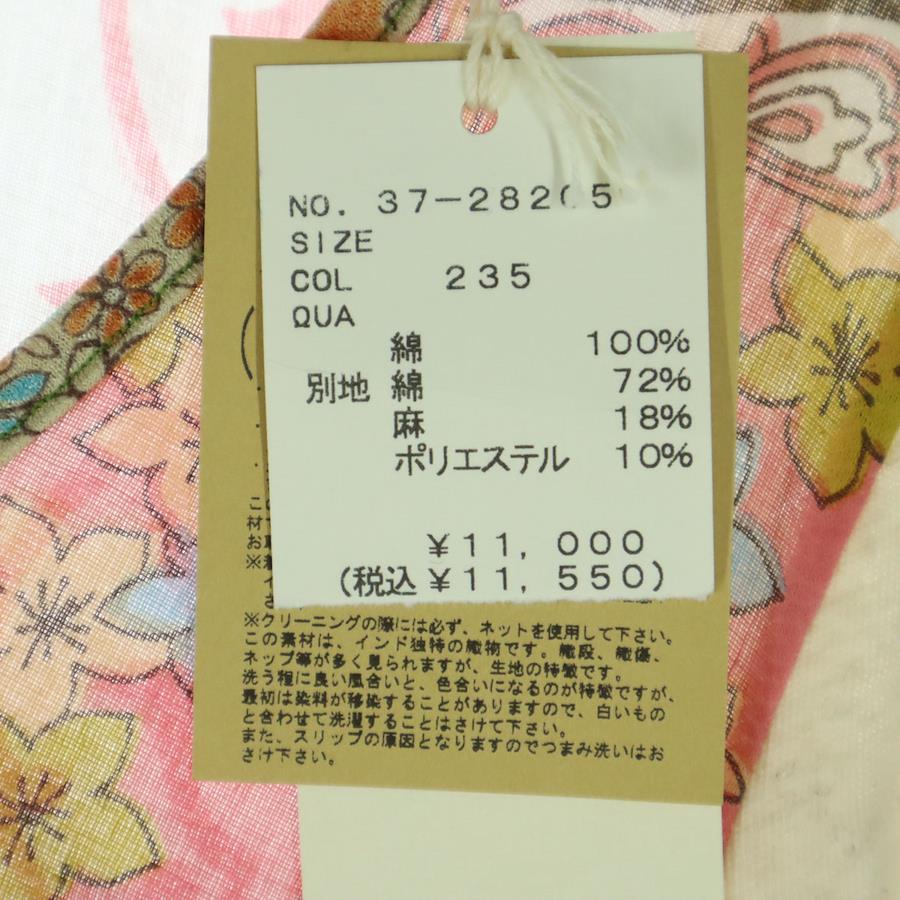 NO. 37-282 5
SIZE
COL 235
QUA
綿 100%
別地 綿 72%
麻 18%
ポリエステル 10%
¥11,000
(税込 ¥11,550)
こ
材
お
※
イ
※クリーニングの際には必ず、ネットを使用して下さい。
この素材は、インド独特の織物です。織段、織傷、
ネップ等が多く見られますが、生地の特徴です。
洗う程に良い風合いと、色合いになるのが特徴ですが、
最初は染料が移染することがありますので、白いもの
と合わせて洗濯することはさけて下さい。
また、スリップの原因となりますのでつまみ洗いはお
さけ下さい。